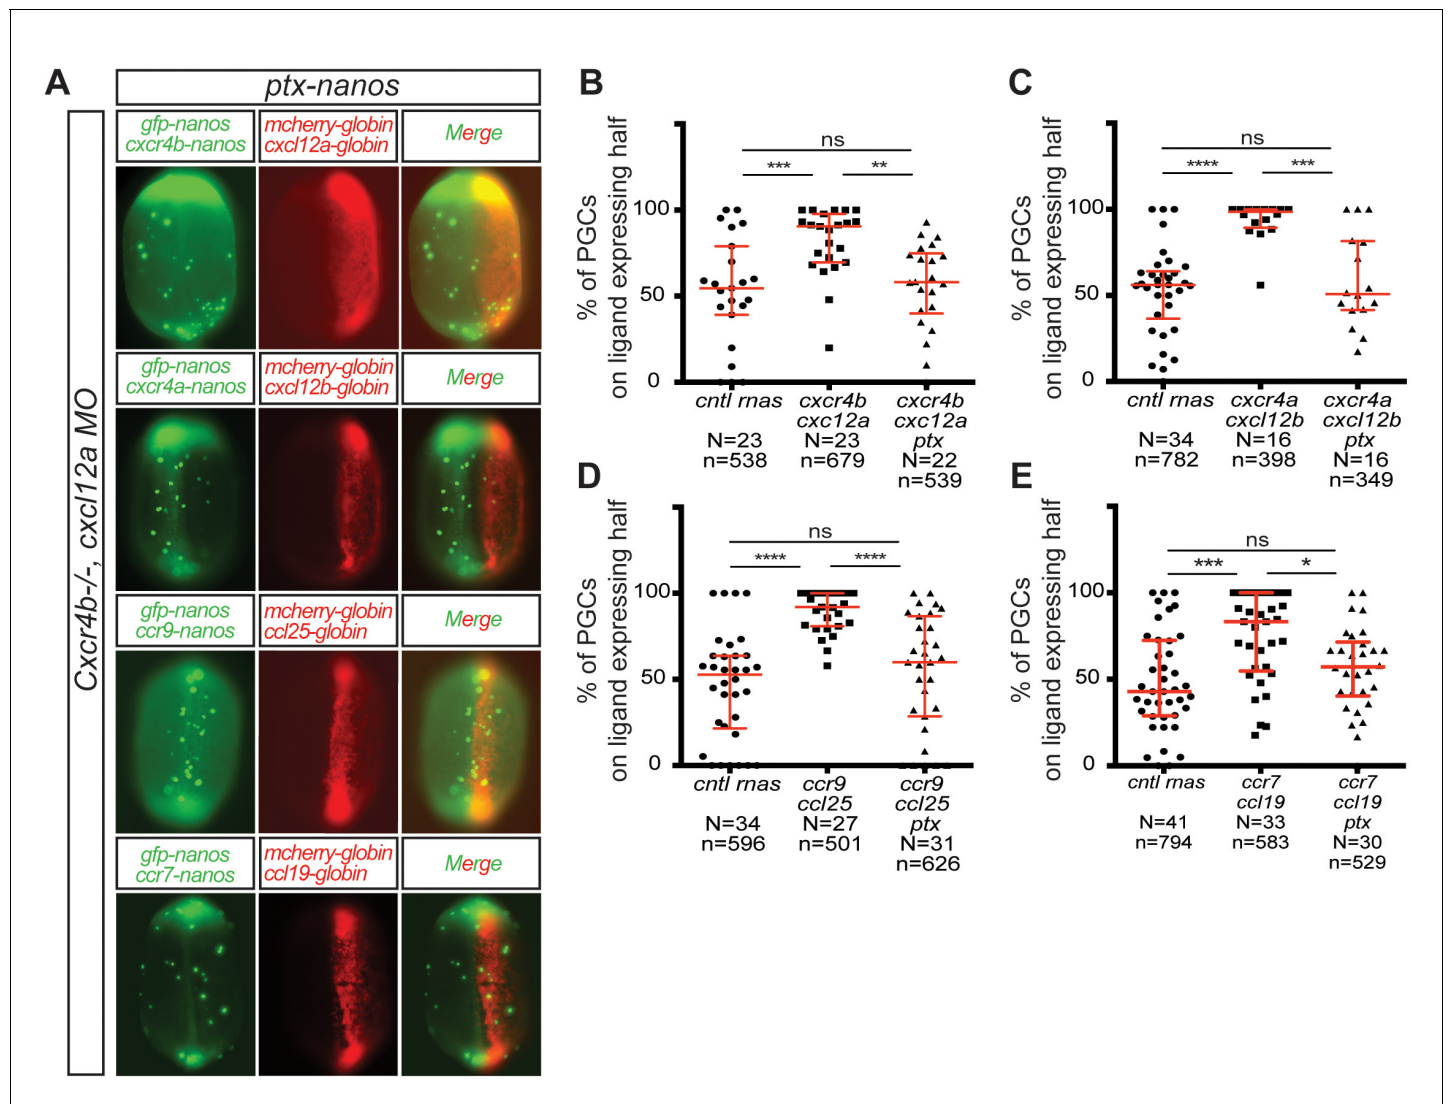 A
ptx-nanos
Cxcr4b-/-, cxcl12a MO
gfp-nanos
cxcr4b-nanos
mcherry-globin
cxcl12a-globin
Merge
gfp-nanos
cxcr4a-nanos
mcherry-globin
cxcl12b-globin
Merge
gfp-nanos
ccr9-nanos
mcherry-globin
ccl25-globin
Merge
gfp-nanos
ccr7-nanos
mcherry-globin
ccl19-globin
Merge
B
% of PGCs
on ligand expressing half
100
50
0
ns
***
**
cntl rnas
N=23
n=538
cxcr4b
cxc12a
N=23
n=679
cxcr4b
cxc12a
ptx
N=22
n=539
C
% of PGCs
on ligand expressing half
100
50
0
ns
****
***
cntl rnas
N=34
n=782
cxcr4a
cxcl12b
N=16
n=398
cxcr4a
cxcl12b
ptx
N=16
n=349
D
% of PGCs
on ligand expressing half
100
50
0
ns
****
****
cntl rnas
N=34
n=596
ccr9
ccl25
N=27
n=501
ccr9
ccl25
ptx
N=31
n=626
E
% of PGCs
on ligand expressing half
100
50
0
ns
***
*
cntl rnas
N=41
n=794
ccr7
ccl19
N=33
n=583
ccr7
ccl19
ptx
N=30
n=529